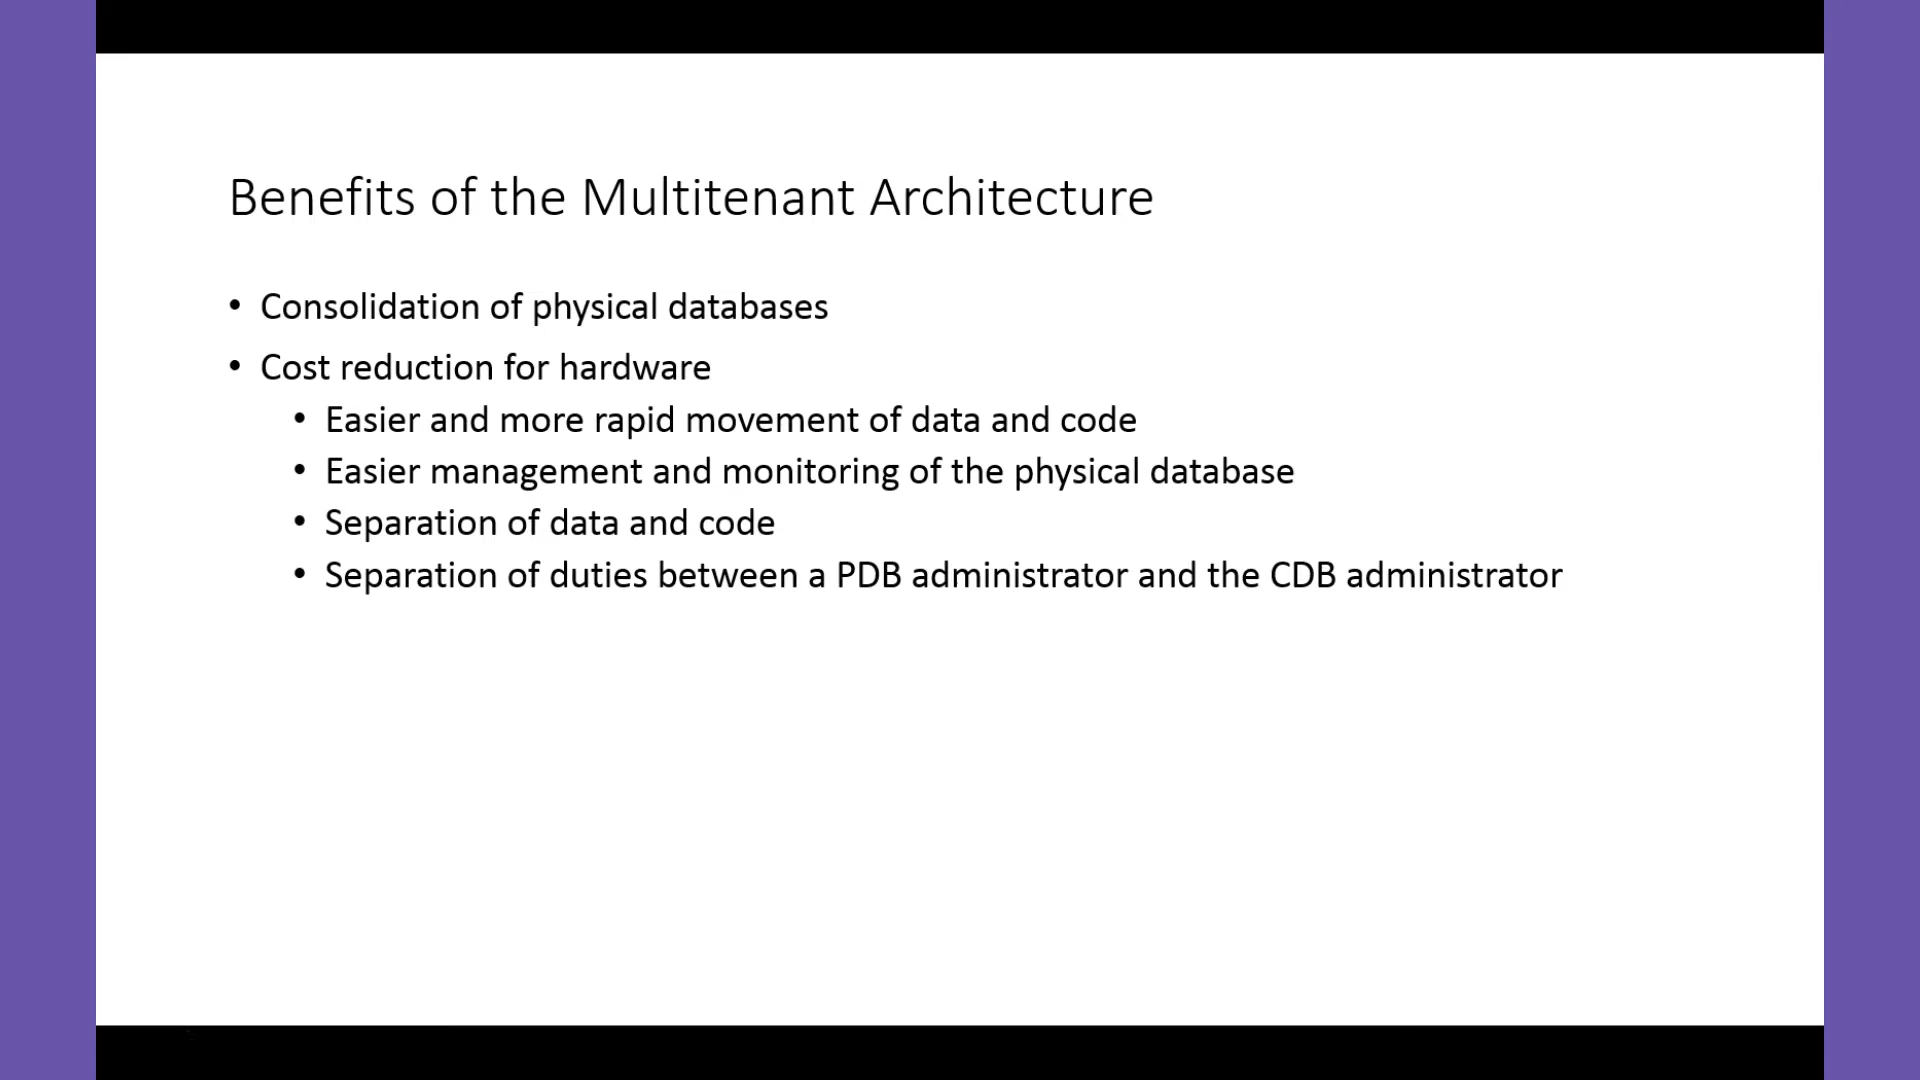 Benefits of the Multitenant Architecture
• Consolidation of physical databases
• Cost reduction for hardware
• Easier and more rapid movement of data and code
• Easier management and monitoring of the physical database
• Separation of data and code
• Separation of duties between a PDB administrator and the CDB administrator